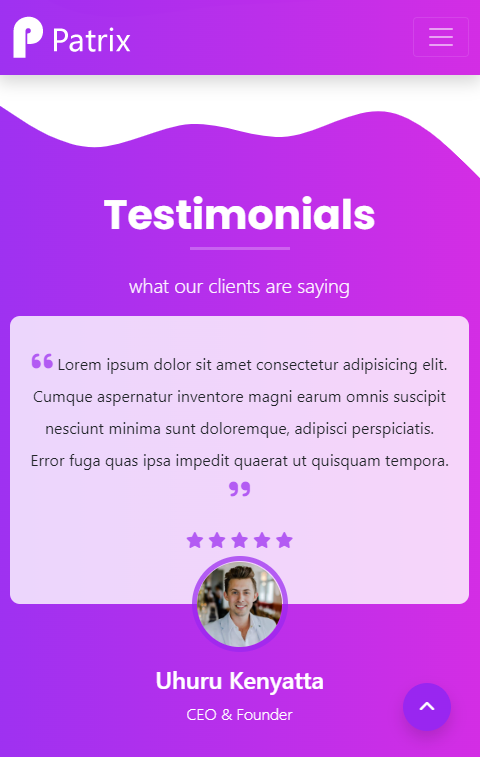 Patrix
Testimonials
what our clients are saying
“ Lorem ipsum dolor sit amet consectetur adipisicing elit.
Cumque aspernatur inventore magni earum omnis suscipit
nesciunt minima sunt doloremque, adipisci perspiciatis.
Error fuga quas ipsa impedit quaerat ut quisquam tempora.
”
Uhuru Kenyatta
CEO & Founder